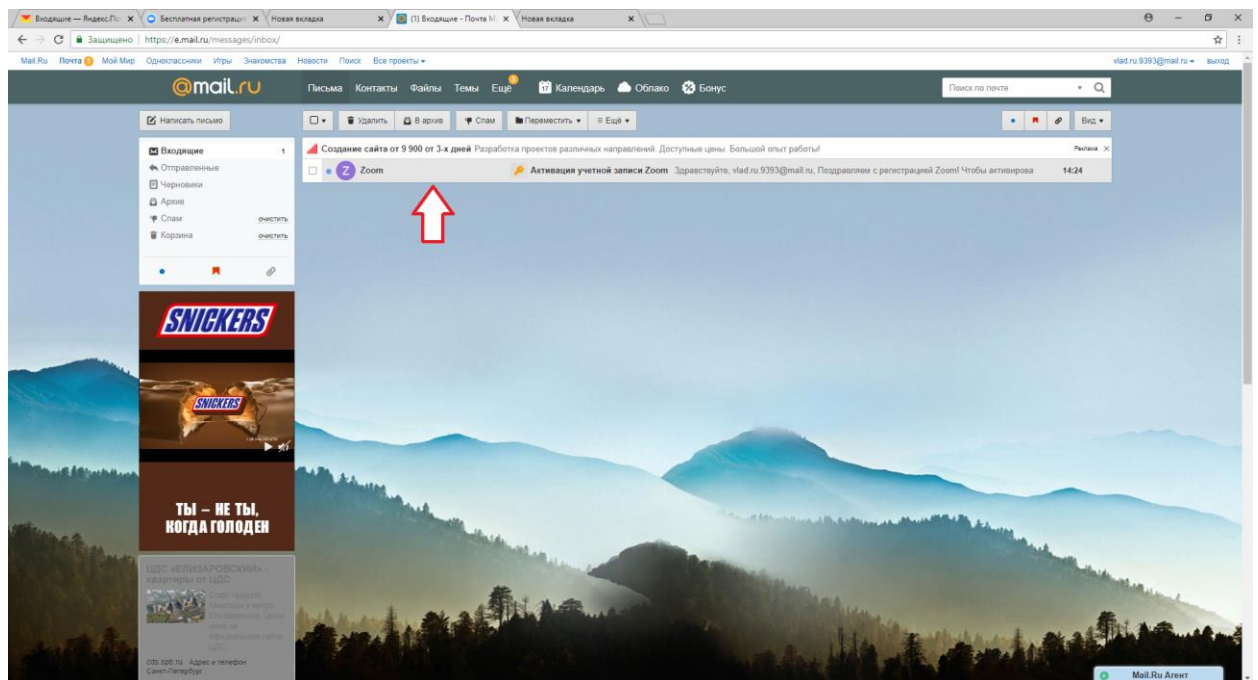 Входящие — Яндекс.По
Бесплатная регистраци
Новая вкладка
(1) Входящие - Почта M
Новая вкладка
Защищено https://e.mail.ru/messages/inbox/
Mail.Ru Почта 1 Мой Мир Одноклассники Игры Знакомства Новости Поиск Все проекты vlad.ru.9393@mail.ru выход
@mail.ru Письма Контакты Файлы Темы Ещё 3 17 Календарь Облако Бонус Поиск по почте
Написать письмо Удалить В архив Спам Переместить Ещё Вид
Входящие 1
Отправленные
Черновики
Архив
Спам очистить
Корзина очистить
Создание сайта от 9 900 от 3-х дней Разработка проектов различных направлений. Доступные цены. Большой опыт работы! Реклама
Z Zoom Активация учетной записи Zoom Здравствуйте, vlad.ru.9393@mail.ru, Поздравляем с регистрацией Zoom! Чтобы активирова 14:24
SNICKERS
SNICKERS
ТЫ – НЕ ТЫ,
КОГДА ГОЛОДЕН
ЦДС «ЕЛИЗАРОВСКИЙ» -
квартиры от ЦДС
cds.spb.ru Адрес и телефон
Санкт-Петербург
Mail.Ru Агент